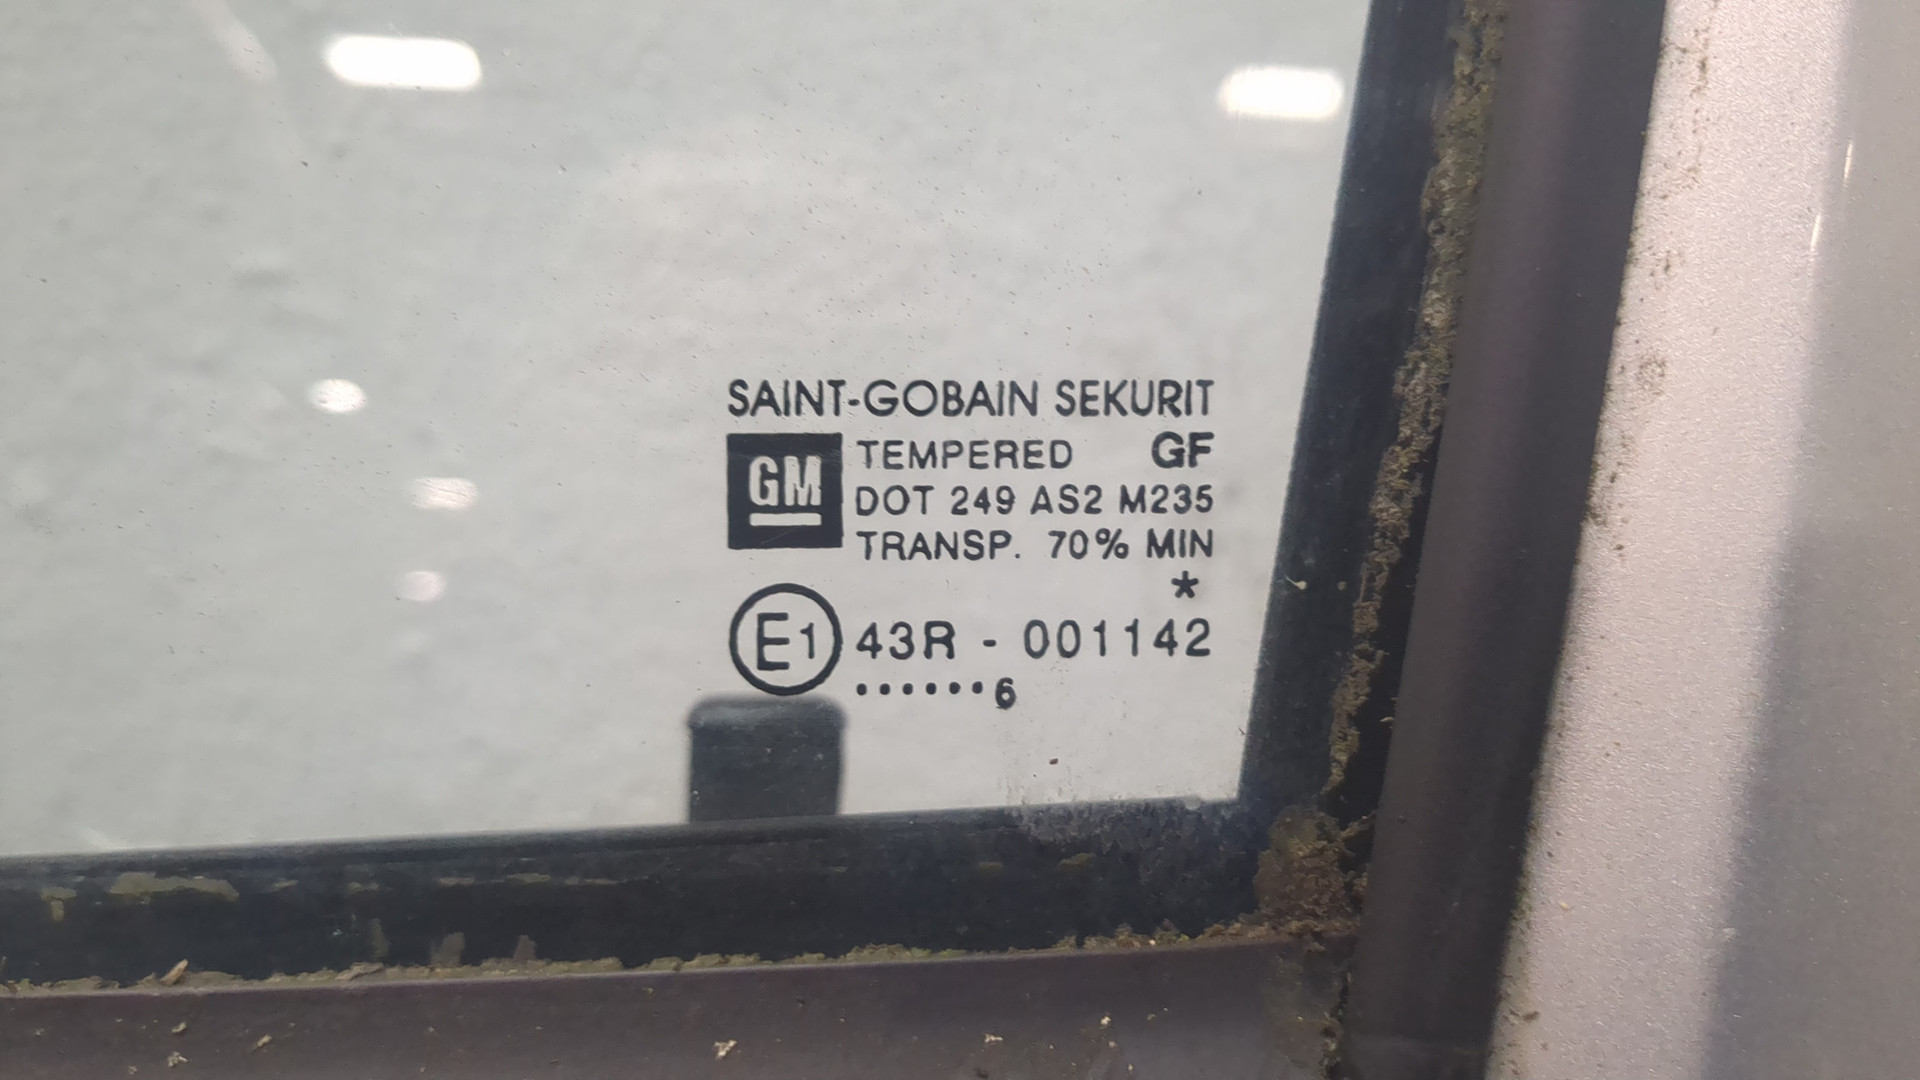 SAINT-GOBAIN SEKURIT
GM
TEMPERED GF
DOT 249 AS2 M235
TRANSP. 70% MIN
*
E1 43R - 001142
······6